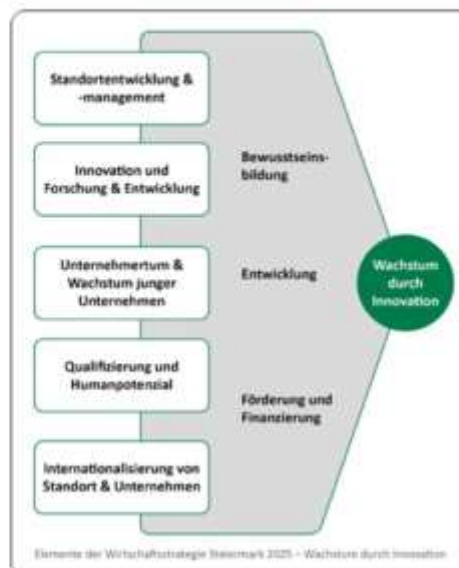 Standortentwicklung &
-management
Innovation und
Forschung & Entwicklung
Unternehmertum &
Wachstum junger
Unternehmen
Qualifizierung und
Humanpotenzial
Internationalisierung von
Standort & Unternehmen
Bewusstseins-
bildung
Entwicklung
Förderung und
Finanzierung
Wachstum
durch
Innovation
Elemente der Wirtschaftsstrategie Steiermark 2025 – Wachstum durch Innovation